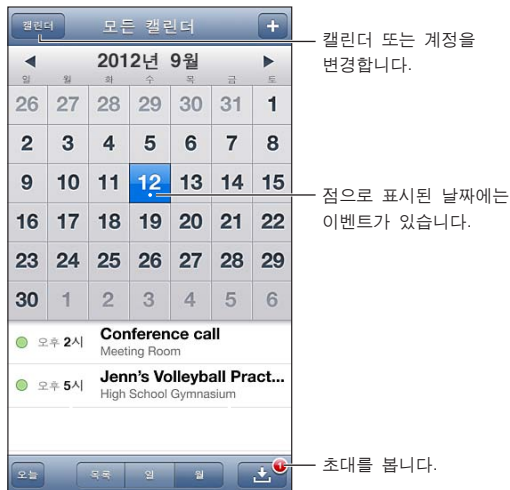 캘린더 모든 캘린더 +
캘린더 또는 계정을
변경합니다.
◀ 2012년 9월 ▶
일 월 화 수 목 금 토
26 27 28 29 30 31 1
2 3 4 5 6 7 8
9 10 11 12 13 14 15
점으로 표시된 날짜에는
이벤트가 있습니다.
16 17 18 19 20 21 22
23 24 25 26 27 28 29
30 1 2 3 4 5 6
오후 2시 Conference call
Meeting Room
오후 5시 Jenn's Volleyball Pract...
High School Gymnasium
오늘 목록 일 월 1
초대를 봅니다.